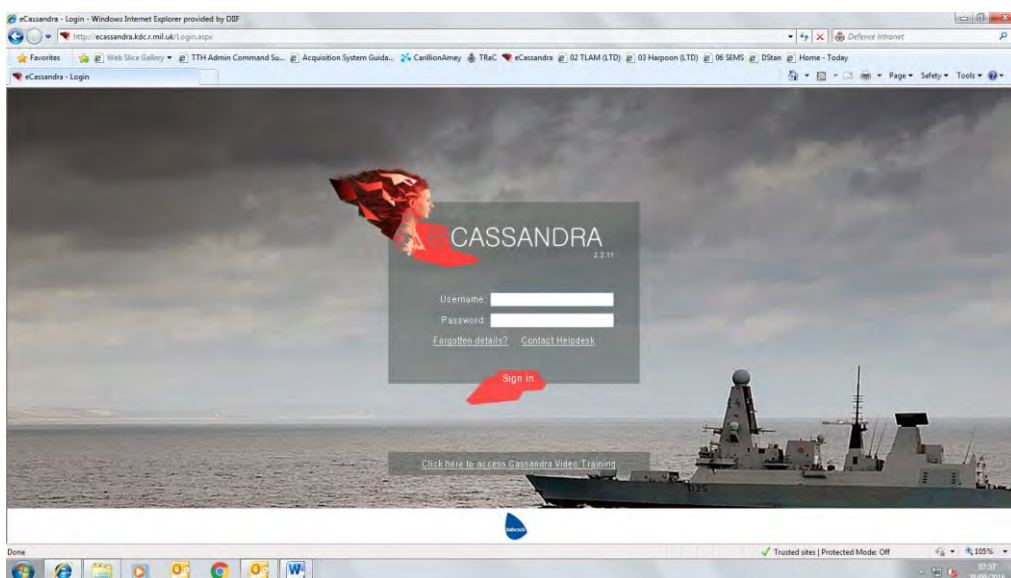 eCassandra - Login - Windows Internet Explorer provided by DIIF
http://ecassandra.kdc.r.mil.uk/Login.aspx
Defence Intranet
Favorites Web Slice Gallery TTH Admin Command Su... Acquisition System Guida... CarillionAmey TRaC eCassandra 02 TLAM (LTD) 03 Harpoon (LTD) 06 SEMS DStan Home - Today
eCassandra - Login
Page Safety Tools
eCASSANDRA
2.2.11
Username:
Password:
Forgotten details? Contact Helpdesk
Sign in
Click here to access Cassandra Video Training
D35
babcock
Done
Trusted sites | Protected Mode: Off
105%
07:57